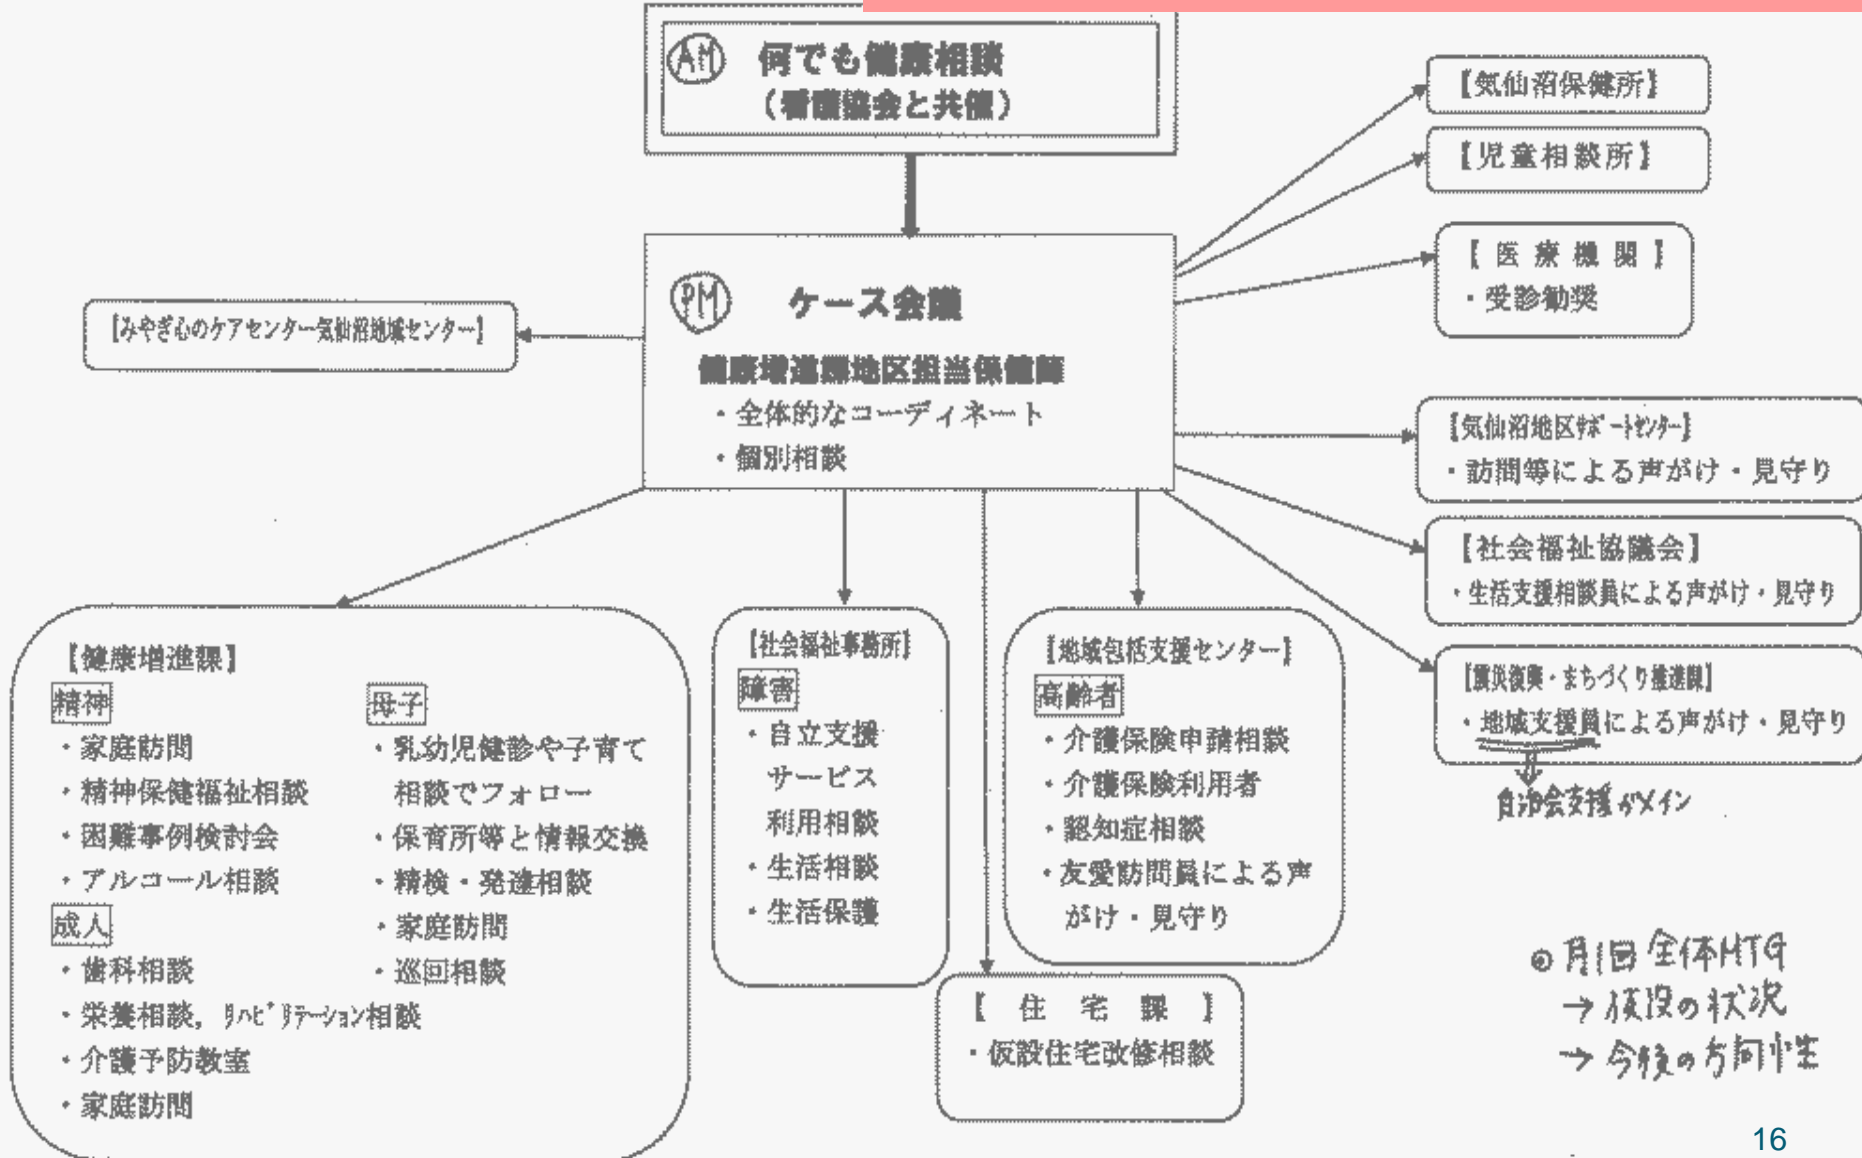 AM 何でも健康相談
（看護協会と共催）
【気仙沼保健所】
【児童相談所】
【医療機関】
・受診勧奨
PM ケース会議
健康増進課地区担当保健師
・全体的なコーディネート
・個別相談
【みやぎ心のケアセンター気仙沼地域センター】
【気仙沼地区ｻﾎﾟｰﾄｾﾝﾀｰ】
・訪問等による声がけ・見守り
【社会福祉協議会】
・生活支援相談員による声がけ・見守り
【震災復興・まちづくり推進課】
・地域支援員による声がけ・見守り
自治会支援がメイン
【健康増進課】
精神
・家庭訪問
・精神保健福祉相談
・困難事例検討会
・アルコール相談
成人
・歯科相談
・栄養相談，ﾘﾊﾋﾞﾘﾃｰｼｮﾝ相談
・介護予防教室
・家庭訪問
母子
・乳幼児健診や子育て
相談でフォロー
・保育所等と情報交換
・精検・発達相談
・家庭訪問
・巡回相談
【社会福祉事務所】
障害
・自立支援
サービス
利用相談
・生活相談
・生活保護
【地域包括支援センター】
高齢者
・介護保険申請相談
・介護保険利用者
・認知症相談
・友愛訪問員による声
がけ・見守り
【住宅課】
・仮設住宅改修相談
◎月1回全体MTG
→仮設の状況
→今後の方向性
16